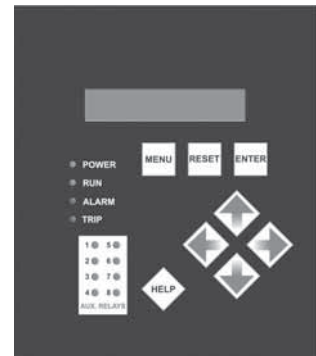 MENU RESET ENTER
POWER
RUN
ALARM
TRIP
1 5
2 6
3 7
4 8
AUX. RELAYS
HELP